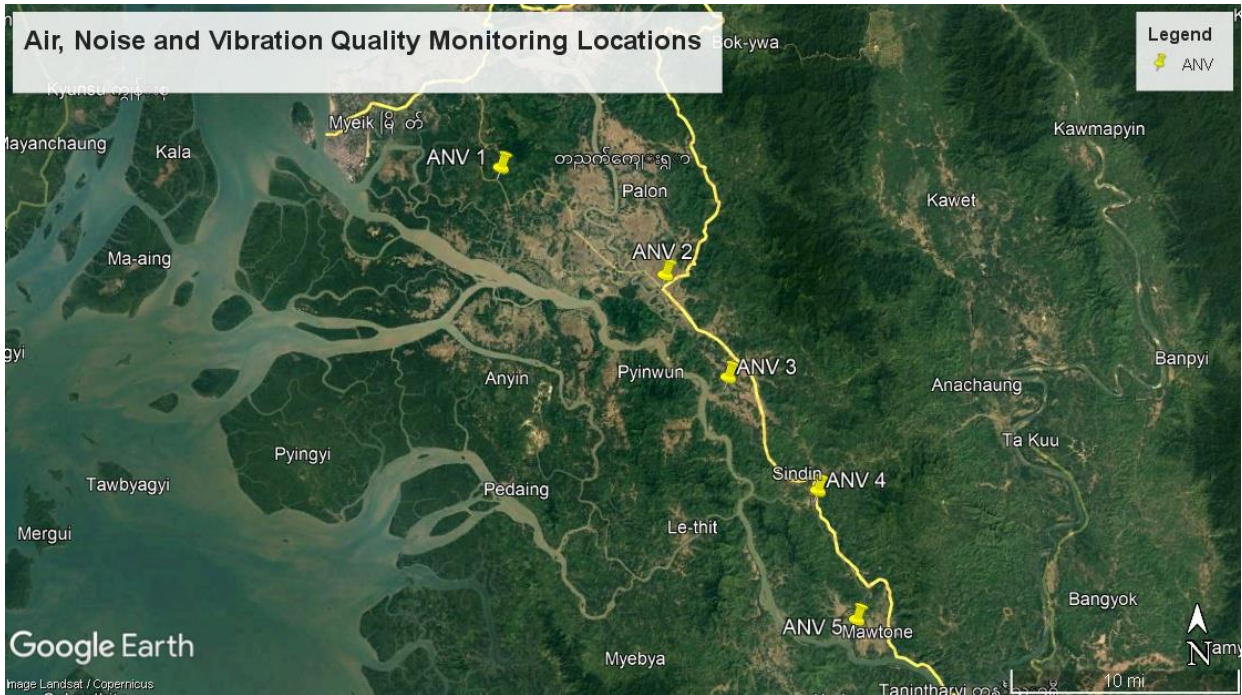 Air, Noise and Vibration Quality Monitoring Locations
Legend
ANV
Bok-ywa
Kyunsu
Myeik
Mayanchaung
Kala
ANV 1
Palon
Kawmapyin
Kawet
Ma-aing
ANV 2
Anyin
Pyinwun
ANV 3
Banpyi
Anachaung
Pyingyi
Ta Kuu
Tawbyagyi
Pedaing
Sindin
ANV 4
Le-thit
Mergui
Bangyok
ANV 5
Mawtone
N
Google Earth
Myebya
10 mi
Image Landsat / Copernicus
Tanintharyi